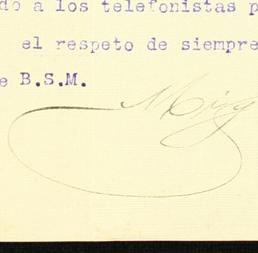 do a los telefonistas p
el respeto de siempre
e B.S.M.